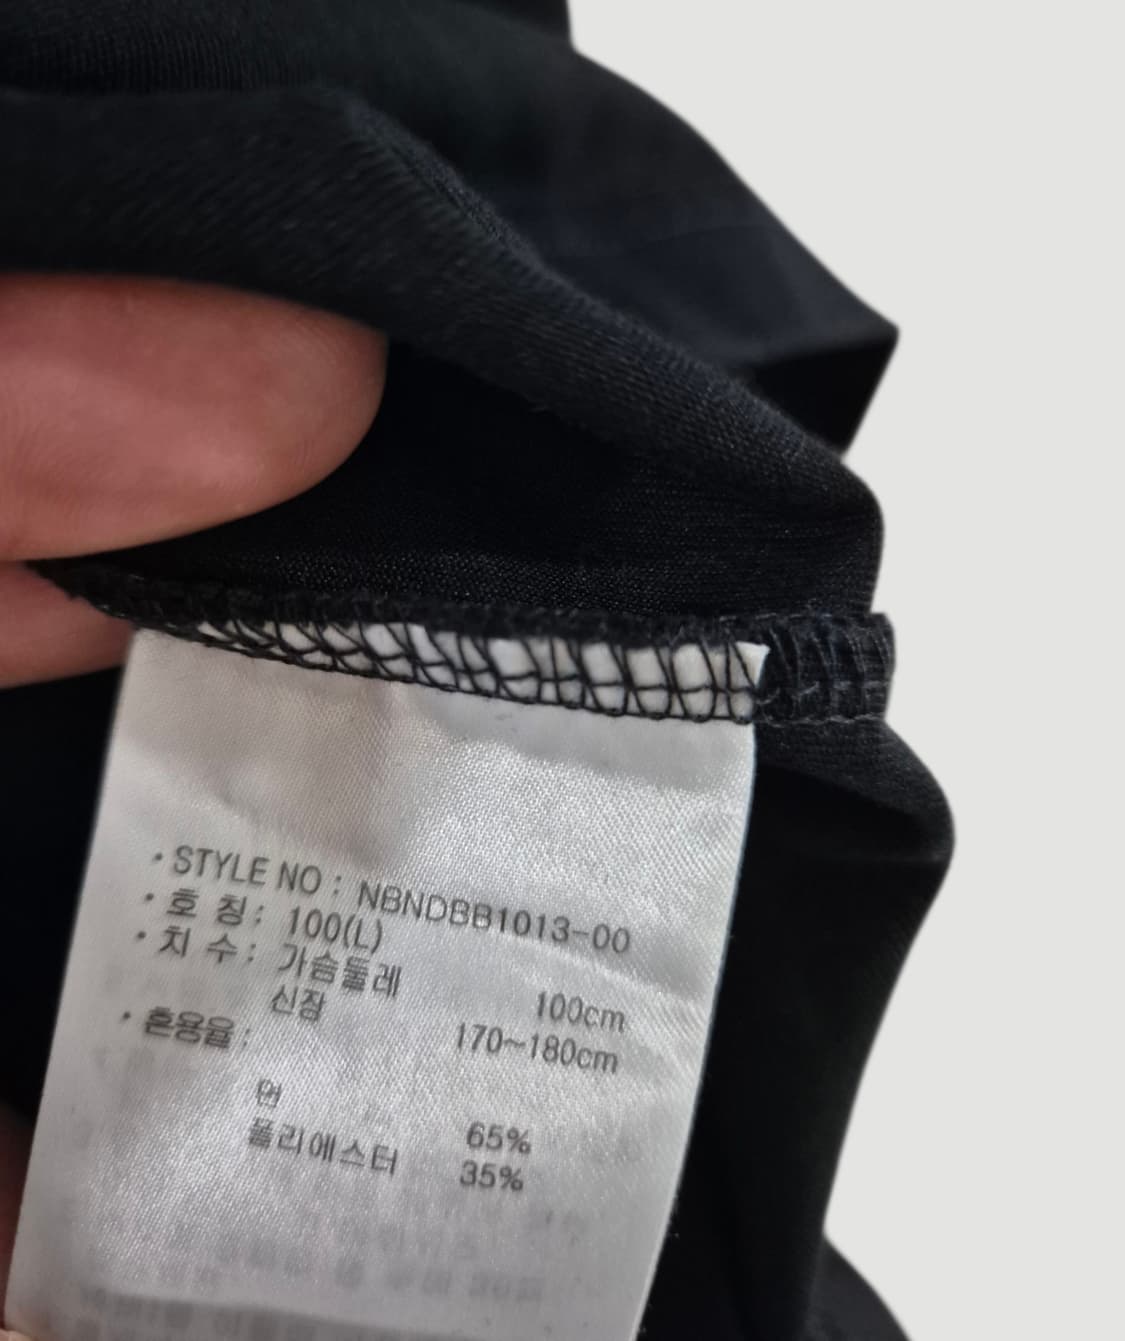 • STYLE NO : NBNDBB1013-00
• 호 칭 : 100(L)
• 치 수 : 가슴둘레 100cm
신장 170~180cm
• 혼용율 :
면 65%
폴리에스터 35%